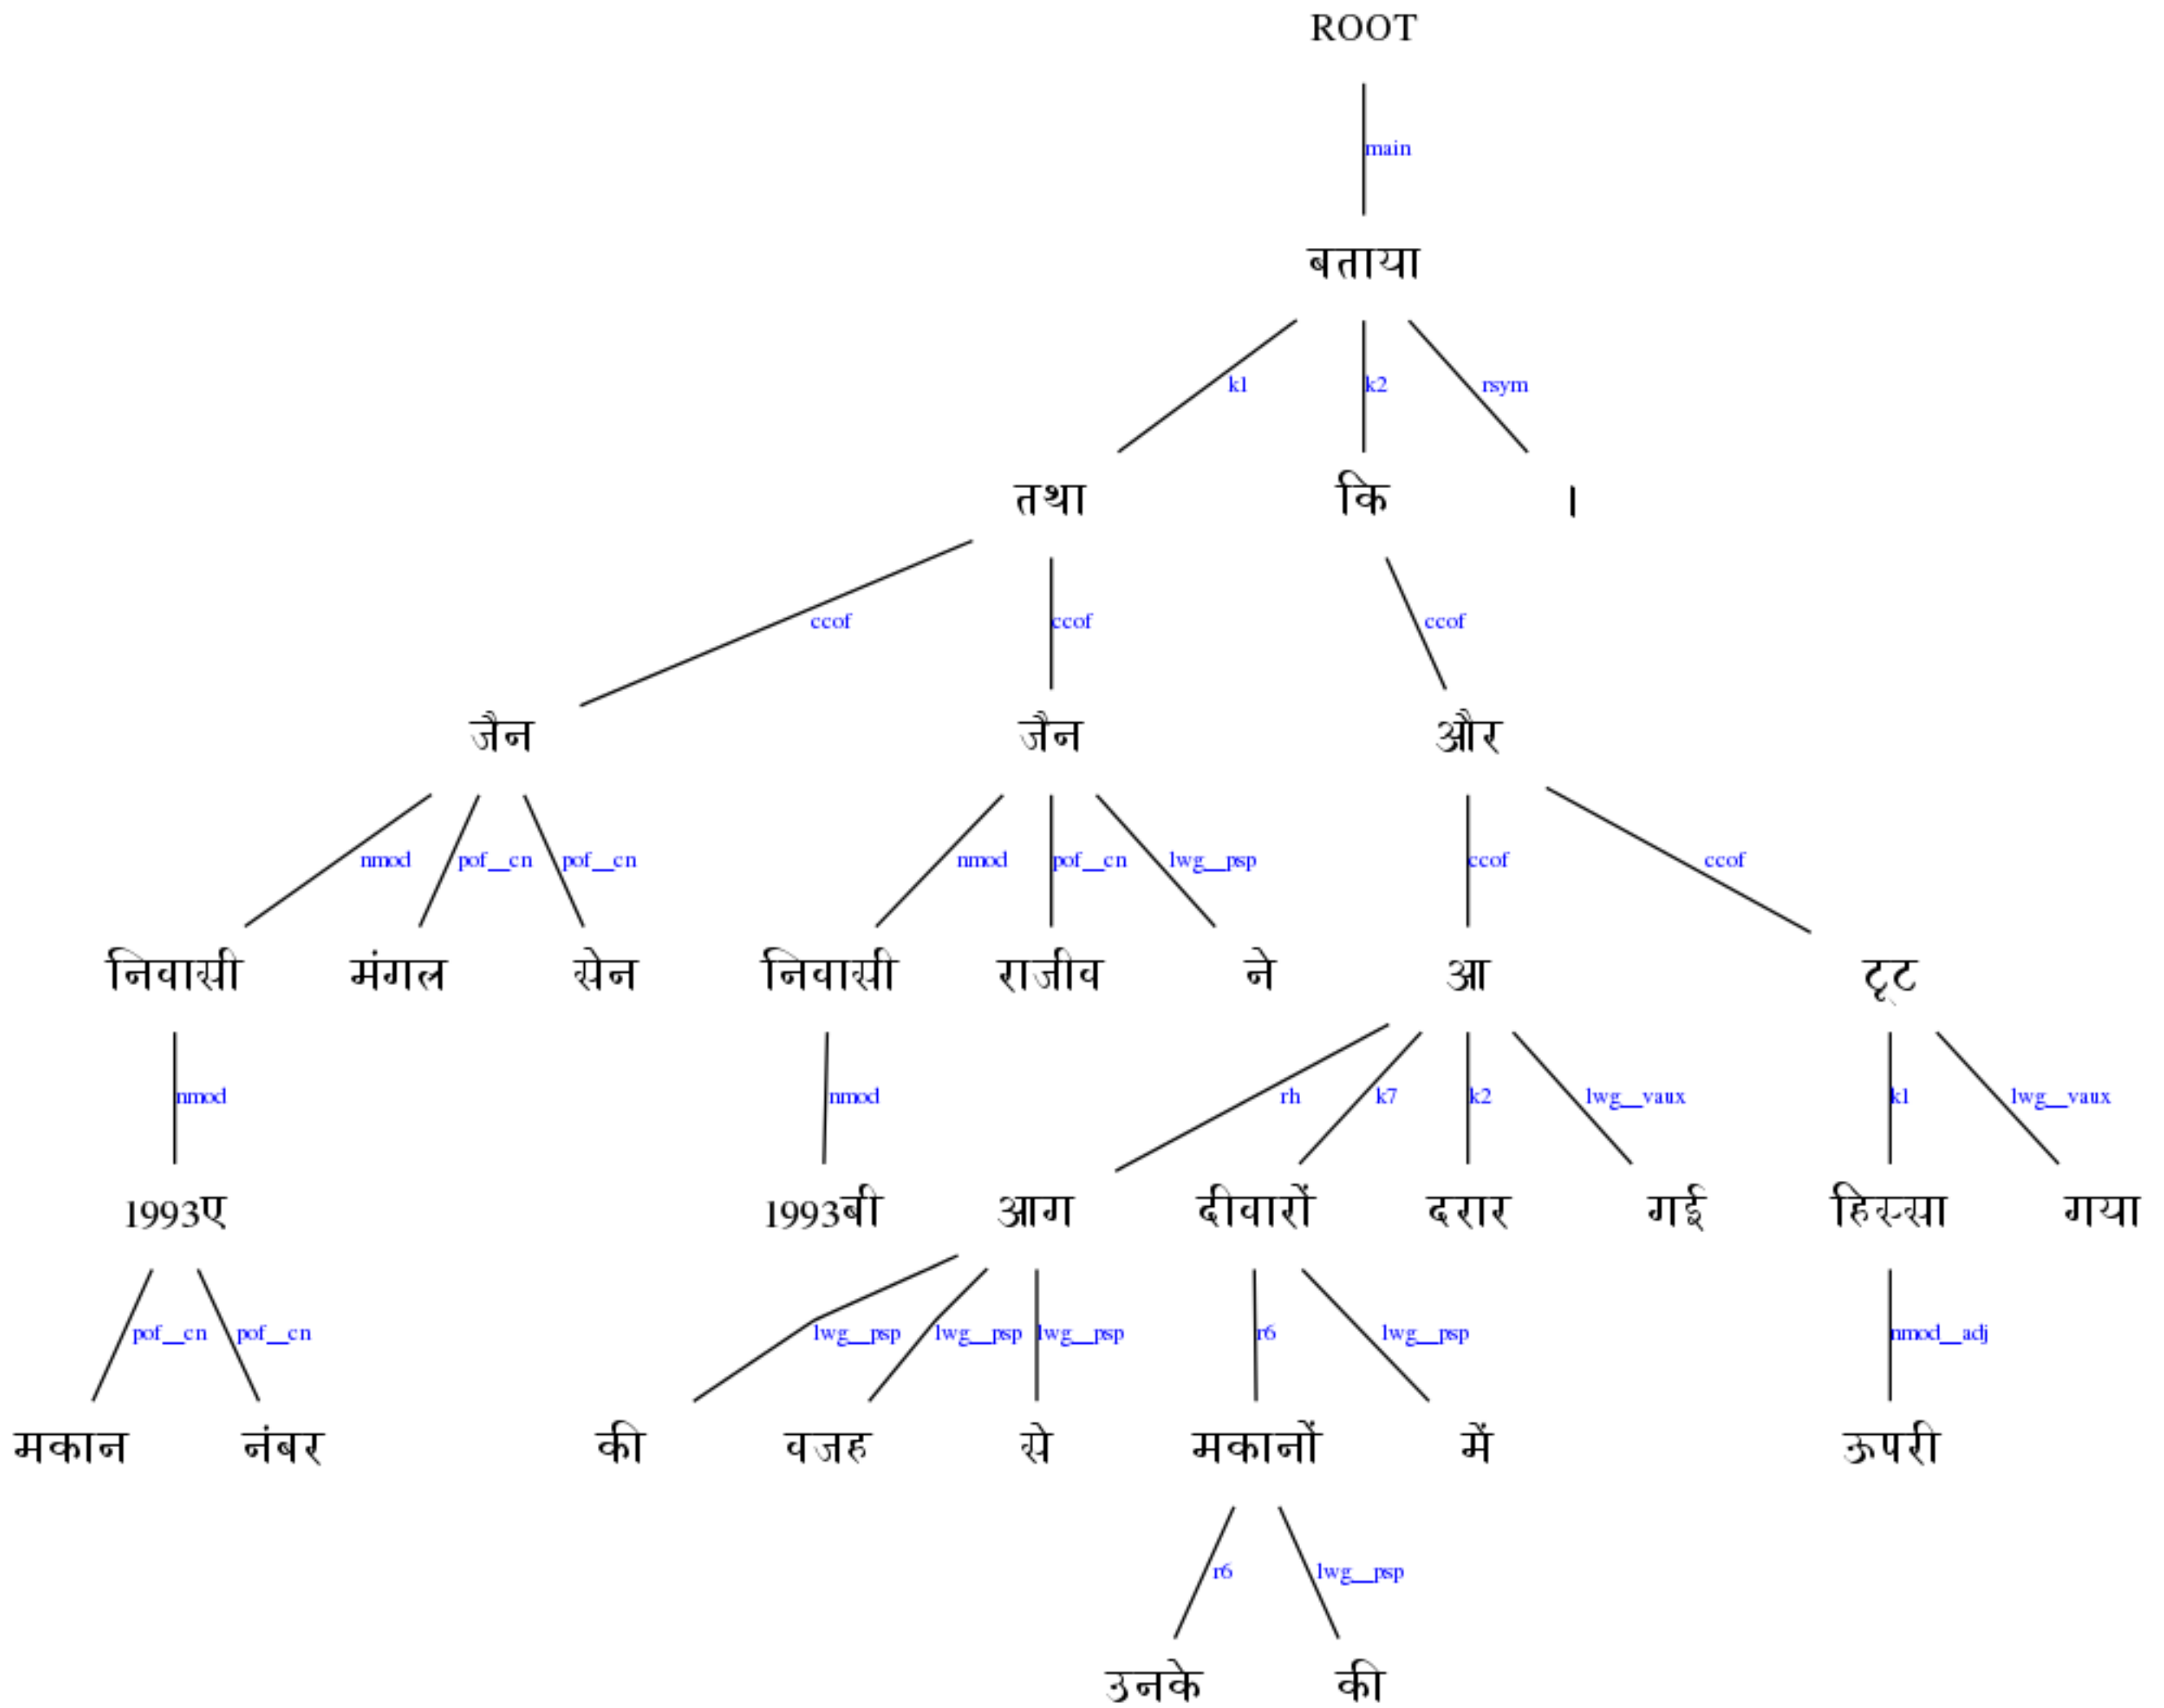 ROOT
main
बताया
k1 k2 rsym
तथा कि ।
ccof ccof ccof
जैन जैन और
nmod pof__cn pof__cn nmod pof__cn lwg__psp ccof ccof
निवासी मंगल सेन निवासी राजीव ने आ टूट
nmod nmod rh k7 k2 lwg__vaux k1 lwg__vaux
1993ए 1993बी आग दीवारों दरार गई हिस्सा गया
pof__cn pof__cn lwg__psp lwg__psp lwg__psp r6 lwg__psp nmod__adj
मकान नंबर की वजह से मकानों में ऊपरी
r6 lwg__psp
उनके की